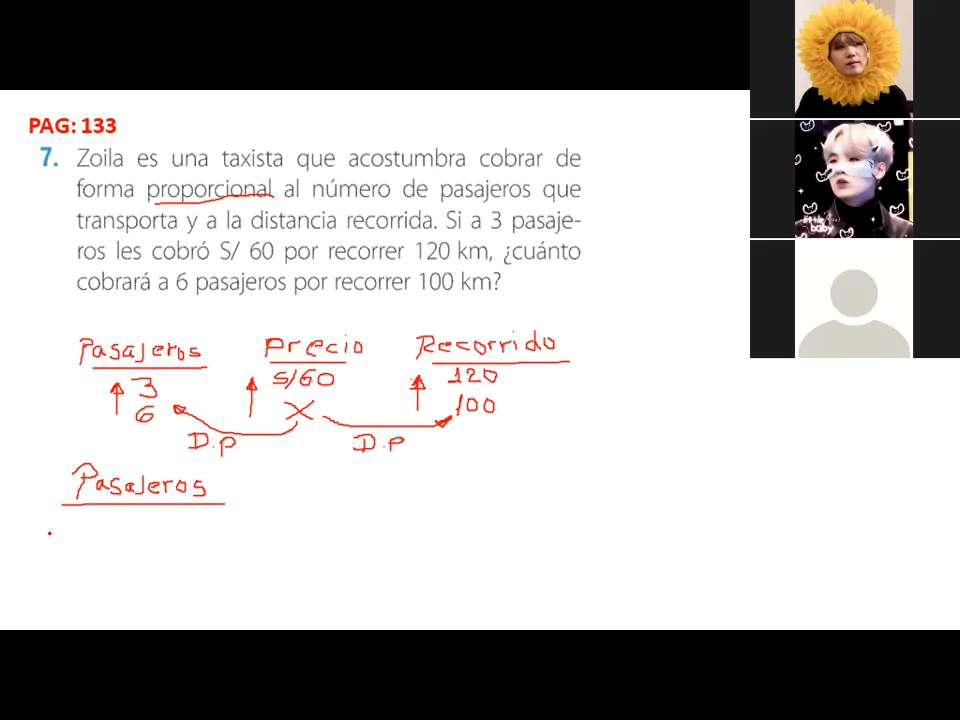 PAG: 133
7. Zoila es una taxista que acostumbra cobrar de
forma proporcional al número de pasajeros que
transporta y a la distancia recorrida. Si a 3 pasaje-
ros les cobró S/ 60 por recorrer 120 km, ¿cuánto
cobrará a 6 pasajeros por recorrer 100 km?
Pasajeros Precio Recorrido
3 S/60 120
6 X 100
D.p D.P
Pasajeros
little
baby